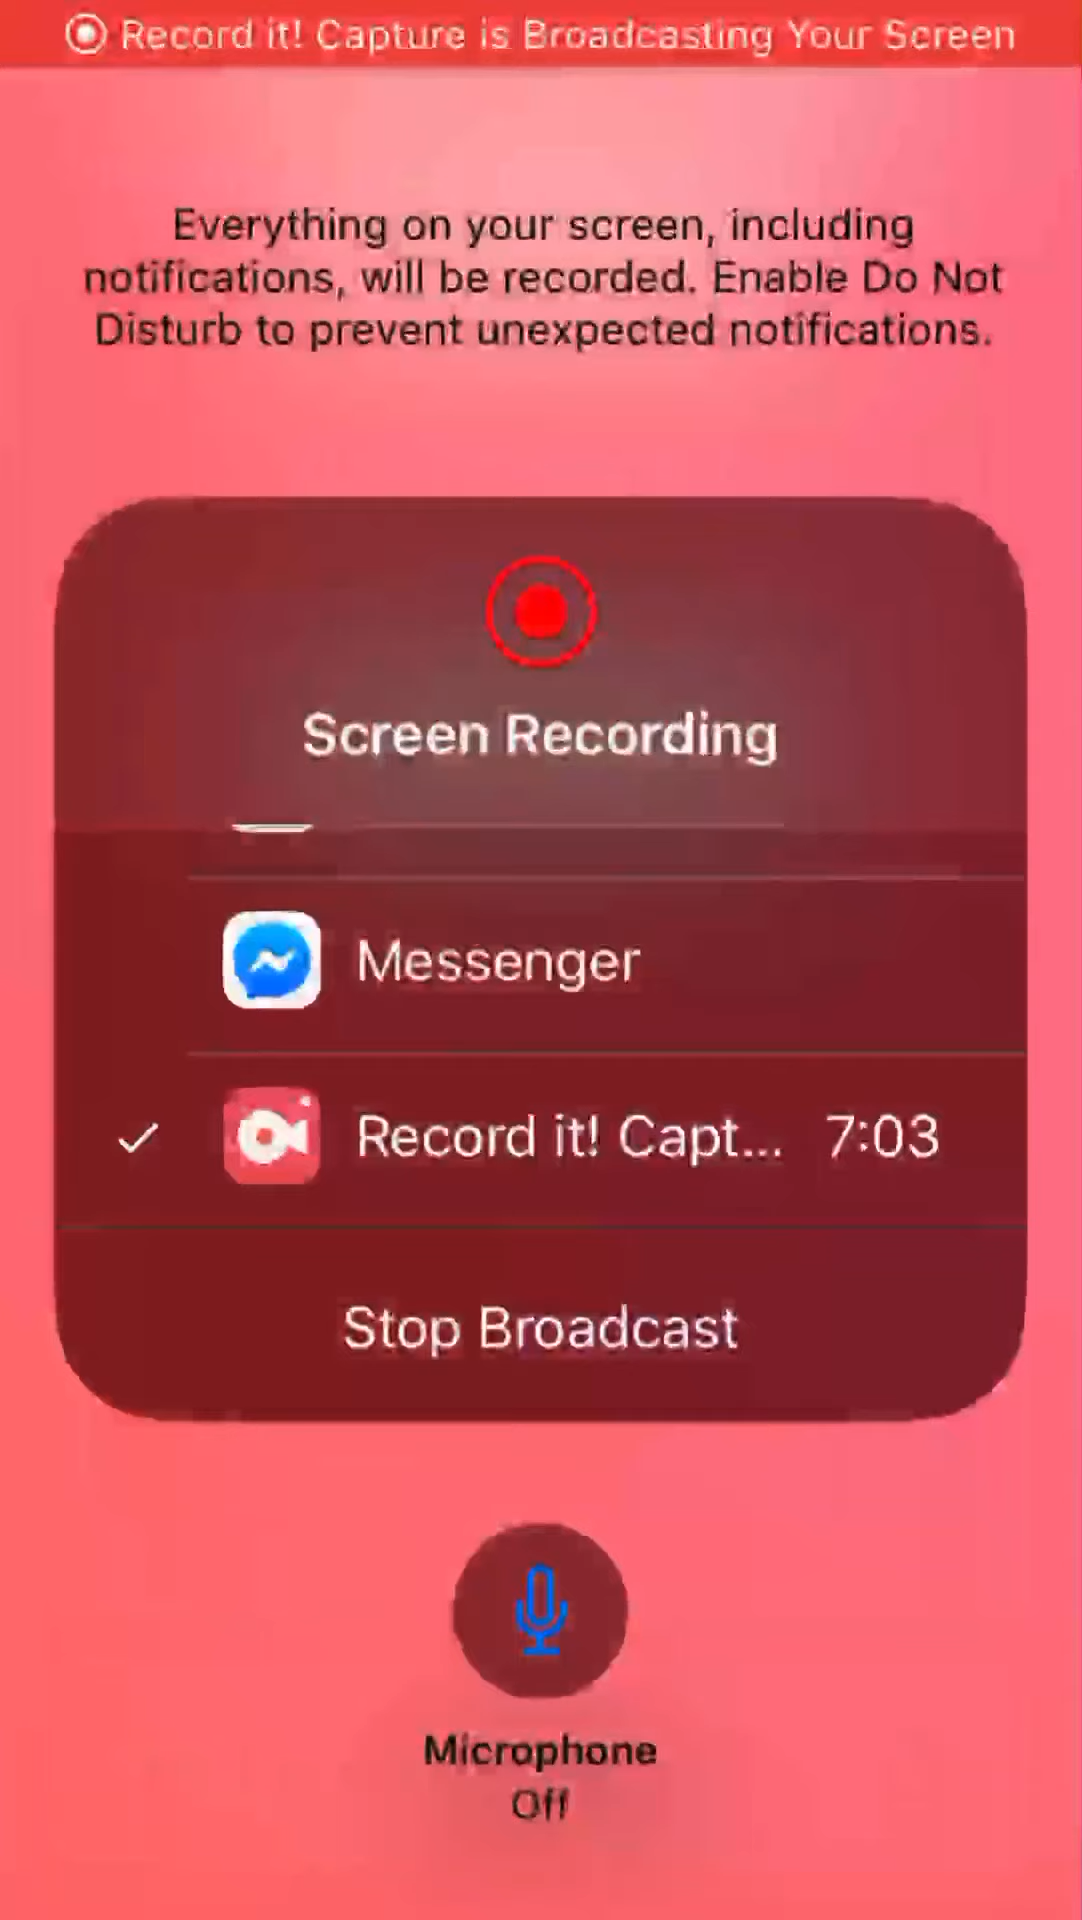 Record it! Capture is Broadcasting Your Screen
Everything on your screen, including
notifications, will be recorded. Enable Do Not
Disturb to prevent unexpected notifications.
Screen Recording
Messenger
Record it! Capt... 7:03
Stop Broadcast
Microphone
Off